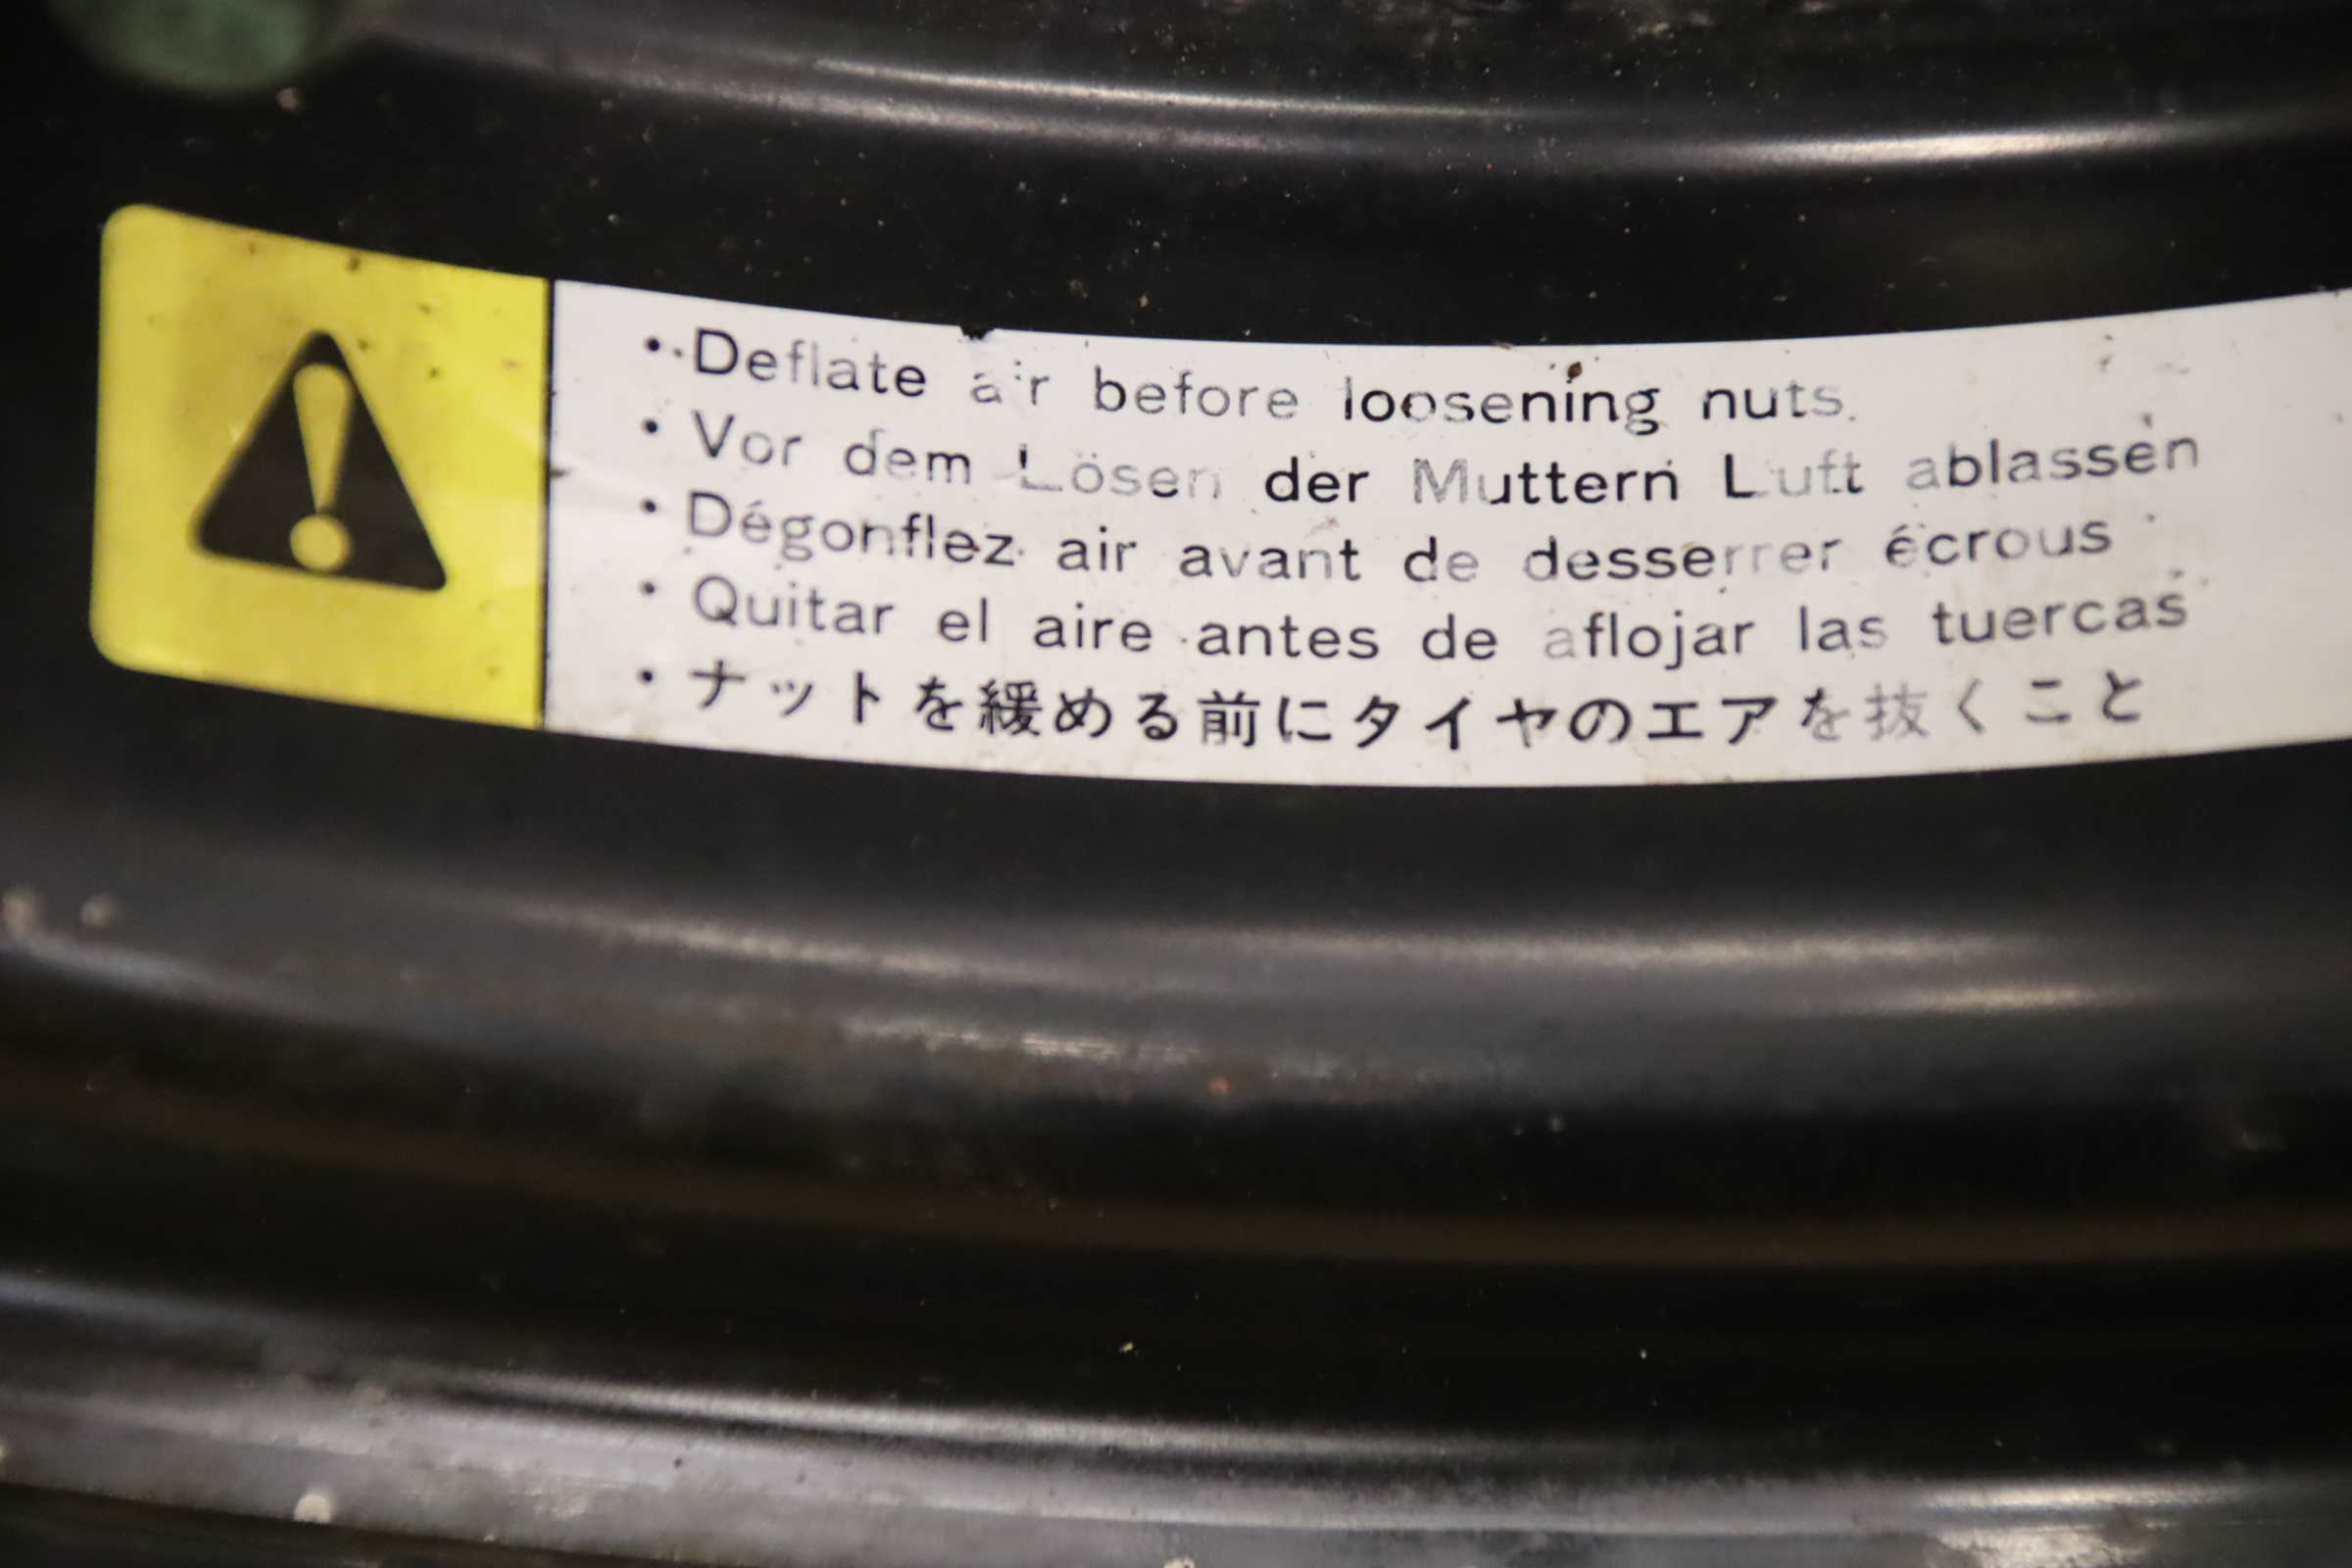 • Deflate air before loosening nuts.
• Vor dem Lösen der Muttern Luft ablassen
• Dégonflez air avant de desserrer écrous
• Quitar el aire antes de aflojar las tuercas
• ナットを緩める前にタイヤのエアを抜くこと